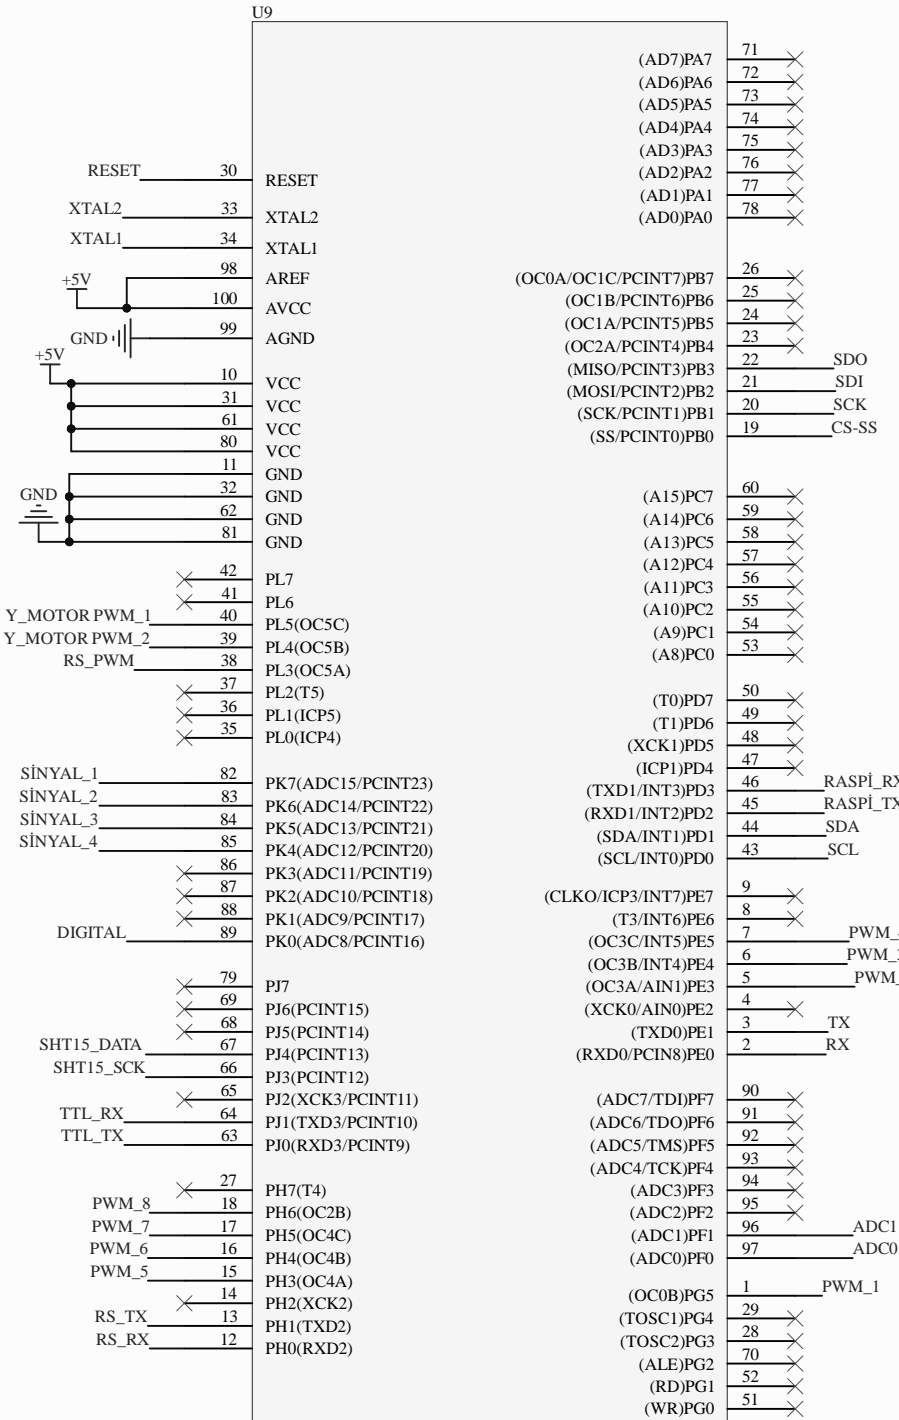 U9
RESET 30 RESET
XTAL2 33 XTAL2
XTAL1 34 XTAL1
98 AREF
+5V
100 AVCC
GND 99 AGND
+5V
10 VCC
31 VCC
61 VCC
80 VCC
11 GND
GND 32 GND
62 GND
81 GND
42 PL7
41 PL6
Y_MOTOR PWM_1 40 PL5(OC5C)
Y_MOTOR PWM_2 39 PL4(OC5B)
RS_PWM 38 PL3(OC5A)
37 PL2(T5)
36 PL1(ICP5)
35 PL0(ICP4)
SİNYAL_1 82 PK7(ADC15/PCINT23)
SİNYAL_2 83 PK6(ADC14/PCINT22)
SİNYAL_3 84 PK5(ADC13/PCINT21)
SİNYAL_4 85 PK4(ADC12/PCINT20)
86 PK3(ADC11/PCINT19)
87 PK2(ADC10/PCINT18)
88 PK1(ADC9/PCINT17)
DIGITAL 89 PK0(ADC8/PCINT16)
79 PJ7
69 PJ6(PCINT15)
68 PJ5(PCINT14)
SHT15_DATA 67 PJ4(PCINT13)
SHT15_SCK 66 PJ3(PCINT12)
65 PJ2(XCK3/PCINT11)
TTL_RX 64 PJ1(TXD3/PCINT10)
TTL_TX 63 PJ0(RXD3/PCINT9)
27 PH7(T4)
PWM_8 18 PH6(OC2B)
PWM_7 17 PH5(OC4C)
PWM_6 16 PH4(OC4B)
PWM_5 15 PH3(OC4A)
14 PH2(XCK2)
RS_TX 13 PH1(TXD2)
RS_RX 12 PH0(RXD2)
(AD7)PA7 71
(AD6)PA6 72
(AD5)PA5 73
(AD4)PA4 74
(AD3)PA3 75
(AD2)PA2 76
(AD1)PA1 77
(AD0)PA0 78
(OC0A/OC1C/PCINT7)PB7 26
(OC1B/PCINT6)PB6 25
(OC1A/PCINT5)PB5 24
(OC2A/PCINT4)PB4 23
(MISO/PCINT3)PB3 22 SDO
(MOSI/PCINT2)PB2 21 SDI
(SCK/PCINT1)PB1 20 SCK
(SS/PCINT0)PB0 19 CS-SS
(A15)PC7 60
(A14)PC6 59
(A13)PC5 58
(A12)PC4 57
(A11)PC3 56
(A10)PC2 55
(A9)PC1 54
(A8)PC0 53
(T0)PD7 50
(T1)PD6 49
(XCK1)PD5 48
(ICP1)PD4 47
(TXD1/INT3)PD3 46 RASPİ_RX
(RXD1/INT2)PD2 45 RASPİ_TX
(SDA/INT1)PD1 44 SDA
(SCL/INT0)PD0 43 SCL
(CLKO/ICP3/INT7)PE7 9
(T3/INT6)PE6 8
(OC3C/INT5)PE5 7 PWM_
(OC3B/INT4)PE4 6 PWM_
(OC3A/AIN1)PE3 5 PWM_
(XCK0/AIN0)PE2 4
(TXD0)PE1 3 TX
(RXD0/PCIN8)PE0 2 RX
(ADC7/TDI)PF7 90
(ADC6/TDO)PF6 91
(ADC5/TMS)PF5 92
(ADC4/TCK)PF4 93
(ADC3)PF3 94
(ADC2)PF2 95
(ADC1)PF1 96 ADC1
(ADC0)PF0 97 ADC0
(OC0B)PG5 1 PWM_1
(TOSC1)PG4 29
(TOSC2)PG3 28
(ALE)PG2 70
(RD)PG1 52
(WR)PG0 51